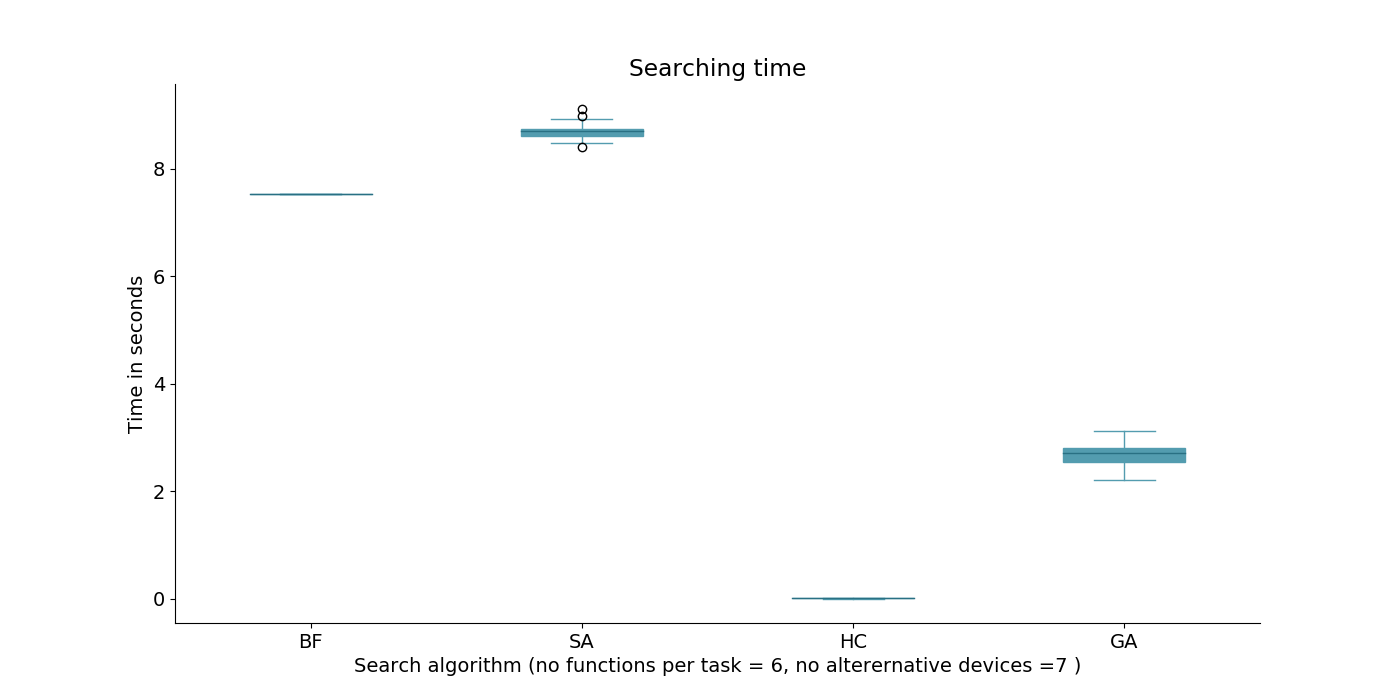 Searching time
Time in seconds
8
6
4
2
0
BF SA HC GA
Search algorithm (no functions per task = 6, no alterernative devices =7 )